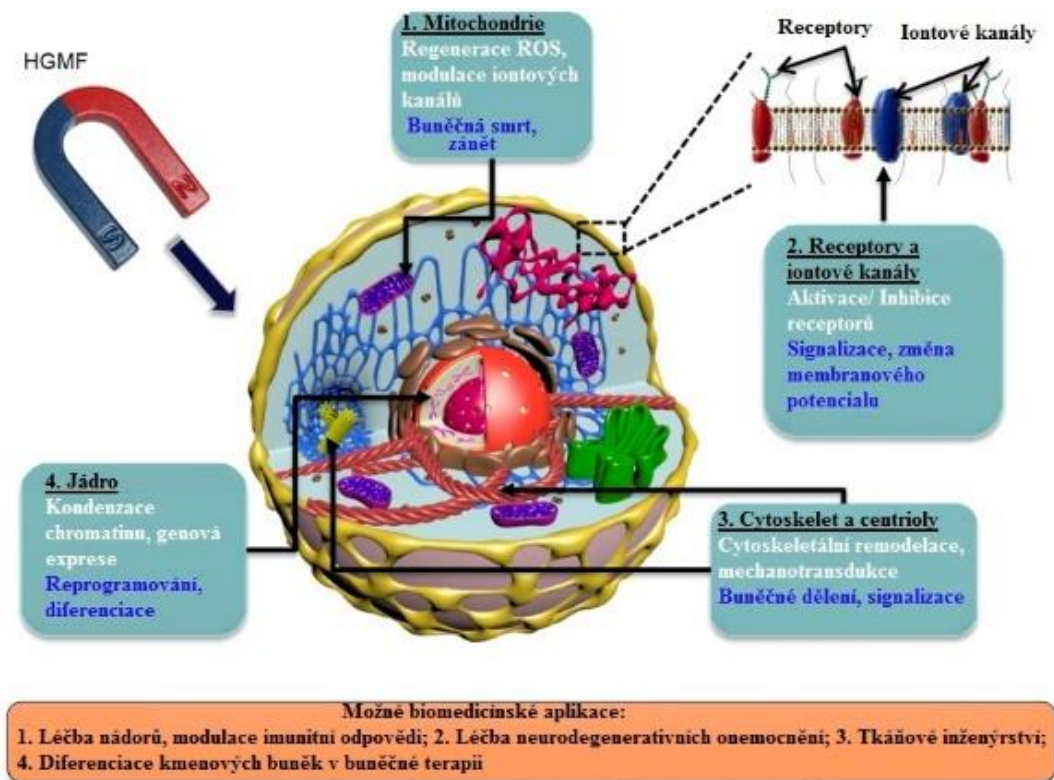 HGMF
N
S
1. Mitochondrie
Regenerace ROS,
modulace iontových
kanálů
Buněčná smrt,
zánět
Receptory
Iontové kanály
2. Receptory a
iontové kanály
Aktivace/ Inhibice
receptorů
Signalizace, změna
membranového
potencialu
4. Jádro
Kondenzace
chromatinu, genová
exprese
Reprogramování,
diferenciace
3. Cytoskelet a centrioly
Cytoskeletální remodelace,
mechanotransdukce
Buněčné dělení, signalizace
Možné biomedicínské aplikace:
1. Léčba nádorů, modulace imunitní odpovědi; 2. Léčba neurodegenerativních onemocnění; 3. Tkáňové inženýrství;
4. Diferenciace kmenových buněk v buněčné terapii